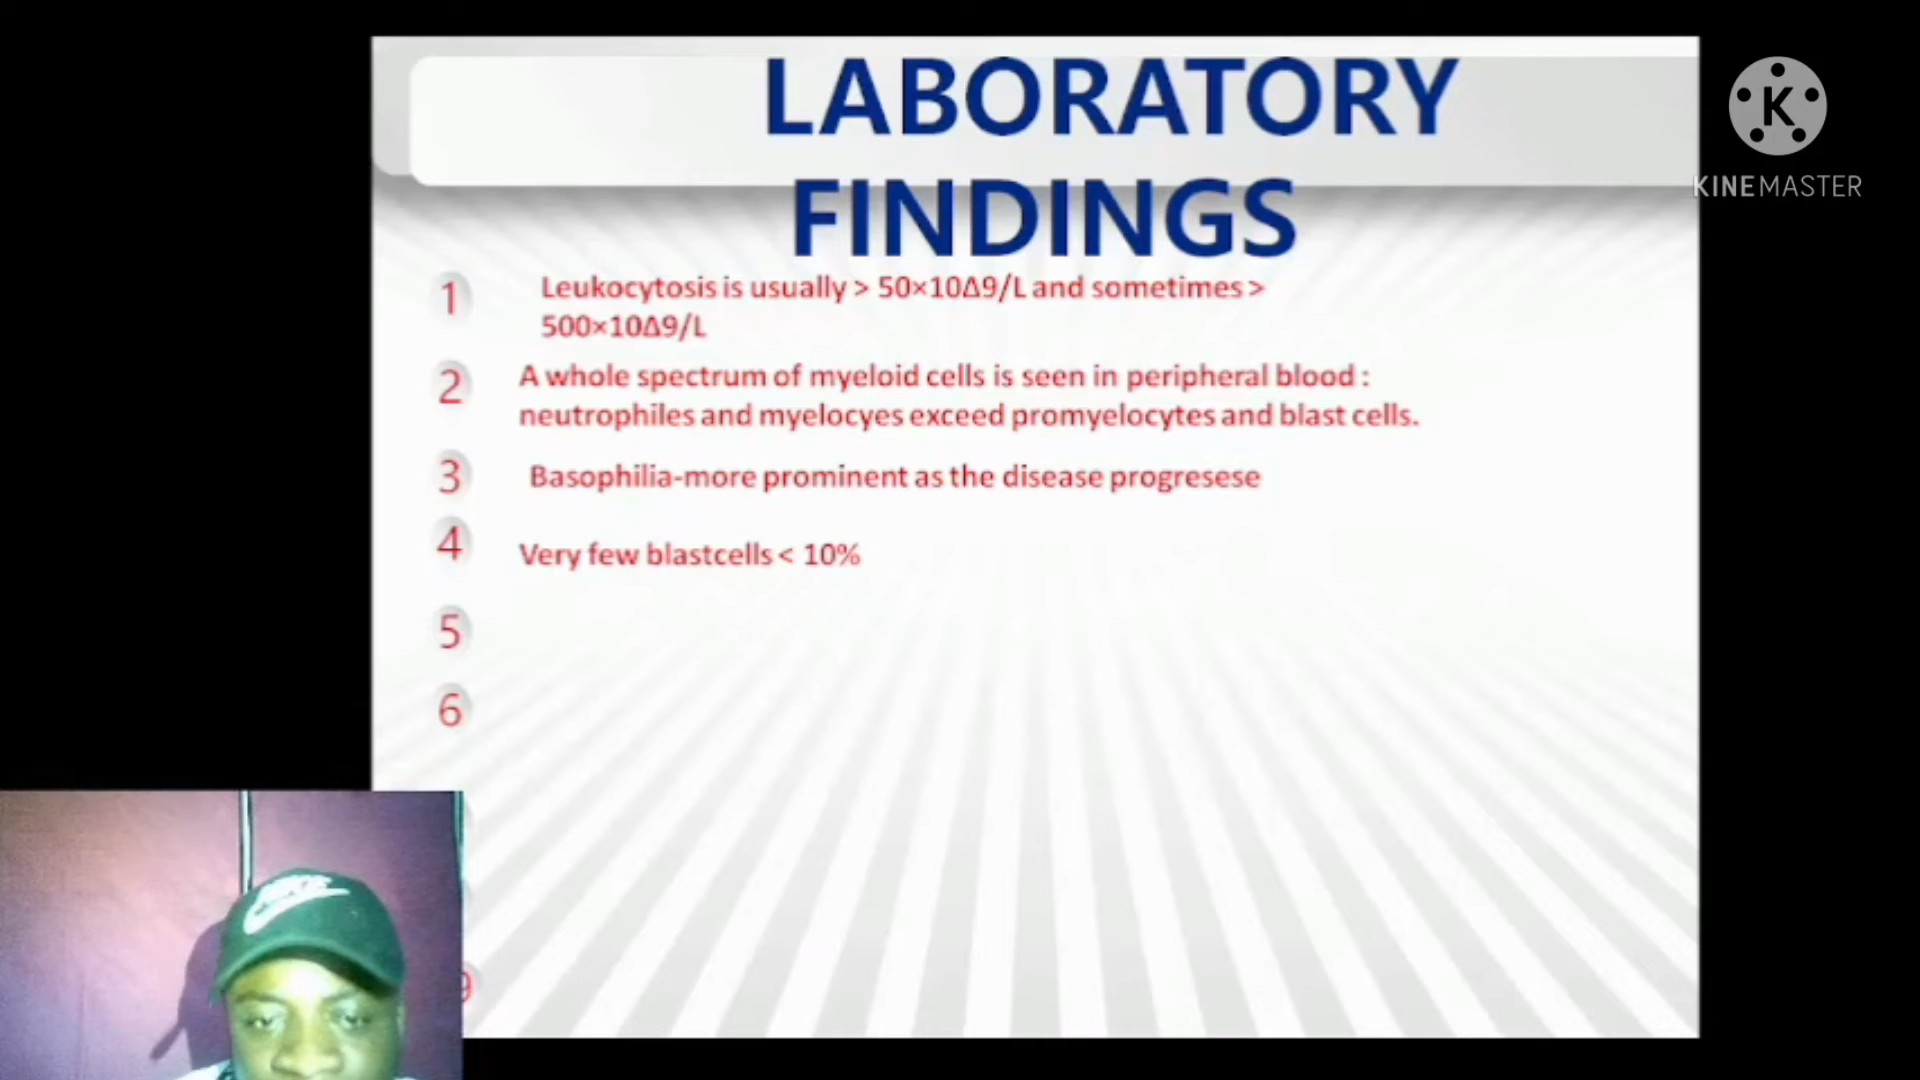 LABORATORY
FINDINGS
K
KINEMASTER
1
Leukocytosis is usually > 50×10Δ9/L and sometimes >
500×10Δ9/L
2
A whole spectrum of myeloid cells is seen in peripheral blood :
neutrophiles and myelocyes exceed promyelocytes and blast cells.
3
Basophilia-more prominent as the disease progresese
4
Very few blastcells < 10%
5
6
9
NIKE